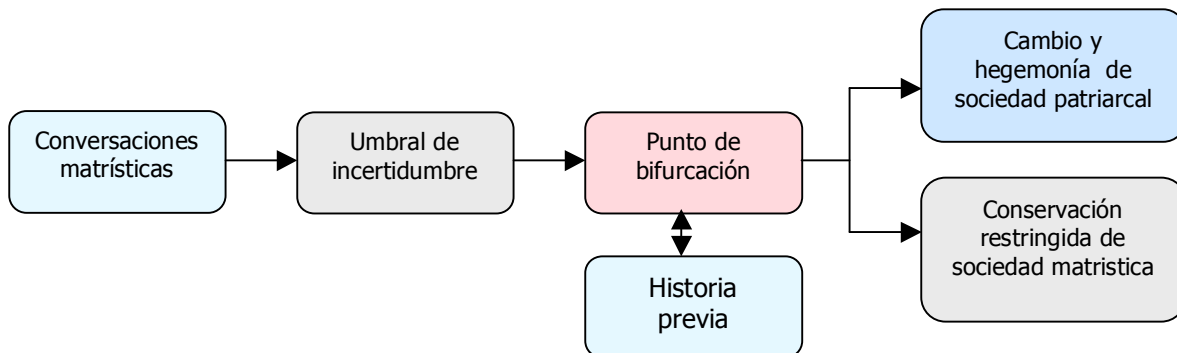 Conversaciones
matrísticas
Umbral de
incertidumbre
Punto de
bifurcación
Historia
previa
Cambio y
hegemonía  de
sociedad patriarcal
Conservación
restringida de
sociedad matristica